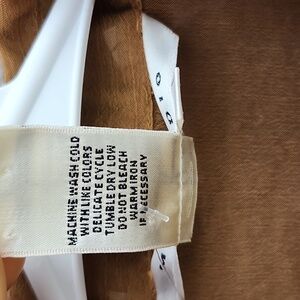 MACHINE WASH COLD
WITH LIKE COLORS
DELICATE CYCLE
TUMBLE DRY LOW
DO NOT BLEACH
WARM IRON
IF NECESSARY